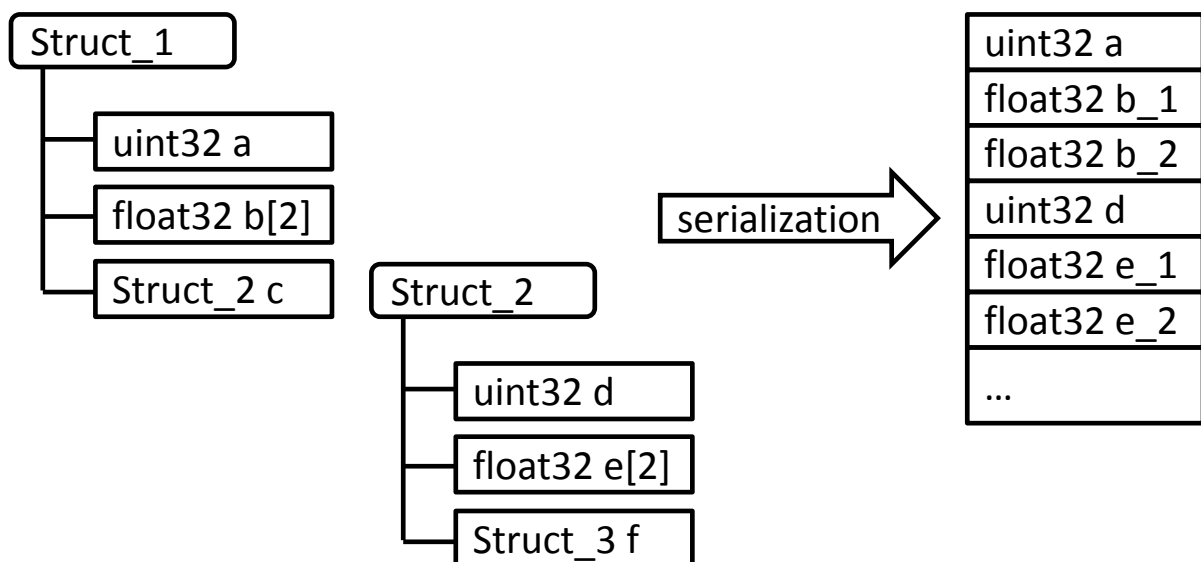 Struct_1
uint32 a
float32 b[2]
Struct_2 c
Struct_2
uint32 d
float32 e[2]
Struct_3 f
serialization
uint32 a
float32 b_1
float32 b_2
uint32 d
float32 e_1
float32 e_2
...